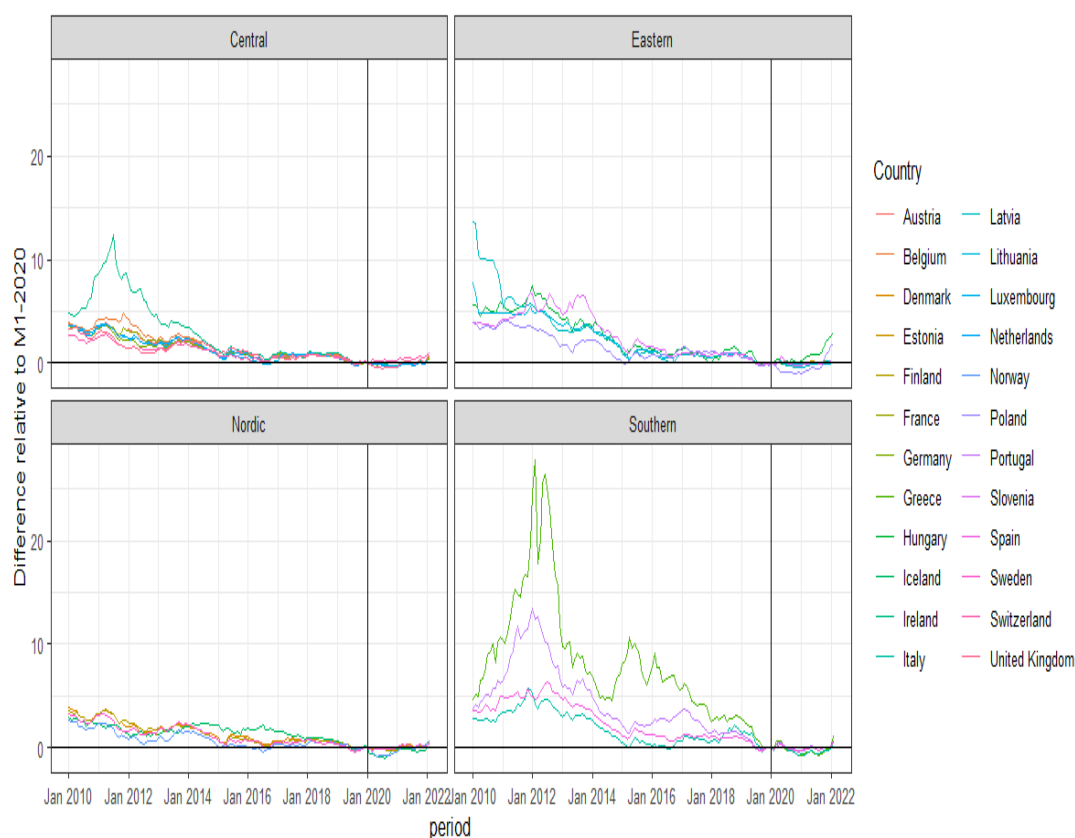 Central
Eastern
20
10
0
Nordic
Southern
20
10
0
Difference relative to M1-2020
Jan 2010 Jan 2012 Jan 2014 Jan 2016 Jan 2018 Jan 2020 Jan 2022
Jan 2010 Jan 2012 Jan 2014 Jan 2016 Jan 2018 Jan 2020 Jan 2022
period
Country
Austria
Belgium
Denmark
Estonia
Finland
France
Germany
Greece
Hungary
Iceland
Ireland
Italy
Latvia
Lithuania
Luxembourg
Netherlands
Norway
Poland
Portugal
Slovenia
Spain
Sweden
Switzerland
United Kingdom